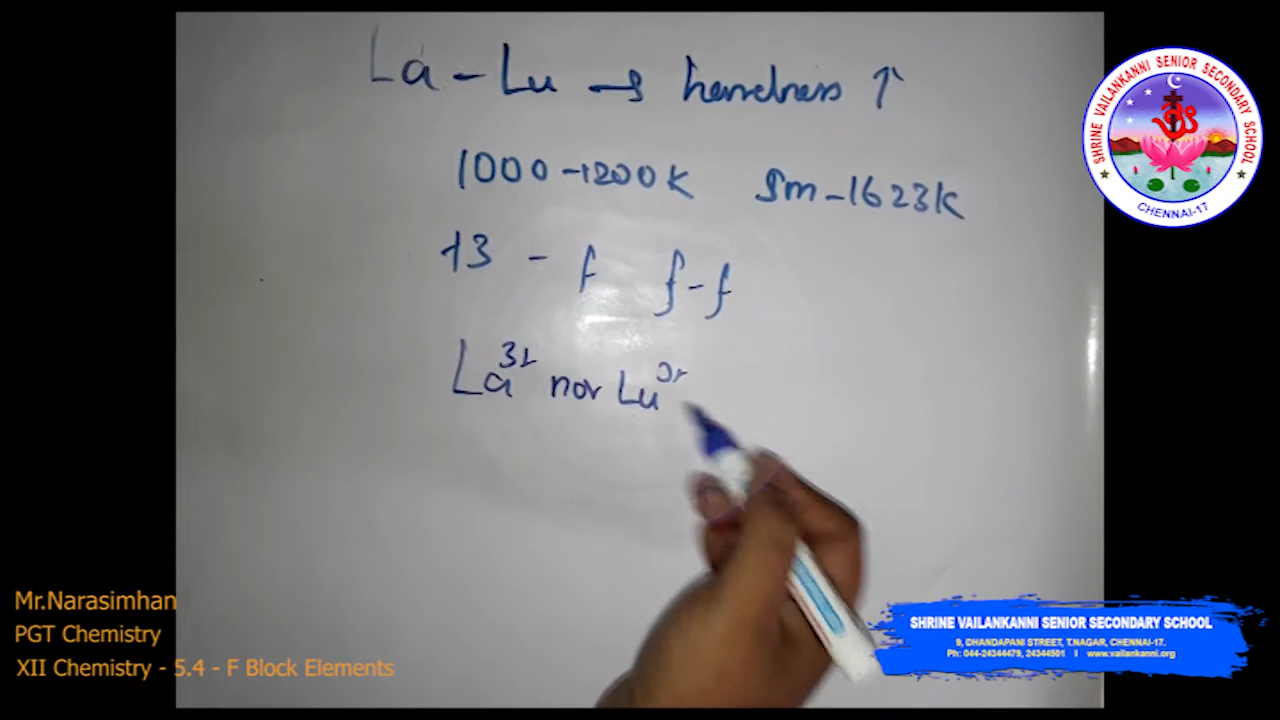 La - Lu → hardness ↑
1000 - 1200K Sm - 1623K
+3 - f f - f
La³⁺ nor Lu³⁺
SHRINE VAILANKANNI SENIOR SECONDARY SCHOOL
CHENNAI-17
Mr.Narasimhan
PGT Chemistry
XII Chemistry - 5.4 - F Block Elements
SHRINE VAILANKANNI SENIOR SECONDARY SCHOOL
9, DHANDAPANI STREET, T.NAGAR, CHENNAI-17.
Ph: 044-24344479, 24344501 I www.vailankanni.org